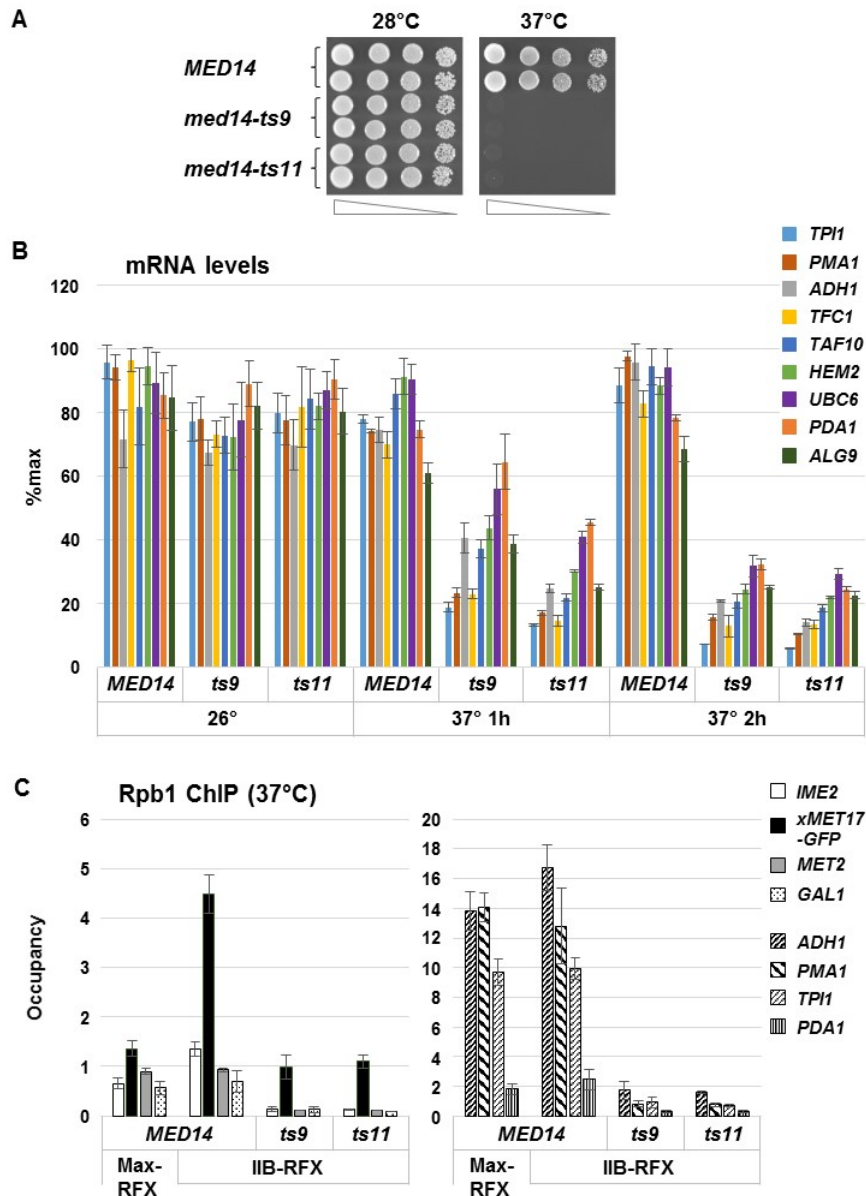 A
28°C 37°C
MED14
med14-ts9
med14-ts11
B
mRNA levels
TPI1
PMA1
ADH1
TFC1
TAF10
HEM2
UBC6
PDA1
ALG9
%max
120
100
80
60
40
20
0
MED14 ts9 ts11 MED14 ts9 ts11 MED14 ts9 ts11
26° 37° 1h 37° 2h
C
Rpb1 ChIP (37°C)
IME2
xMET17
-GFP
MET2
GAL1
ADH1
PMA1
TPI1
PDA1
Occupancy
6
5
4
3
2
1
0
20
18
16
14
12
10
8
6
4
2
0
MED14 ts9 ts11 MED14 ts9 ts11
Max-
RFX
IIB-RFX
Max-
RFX
IIB-RFX